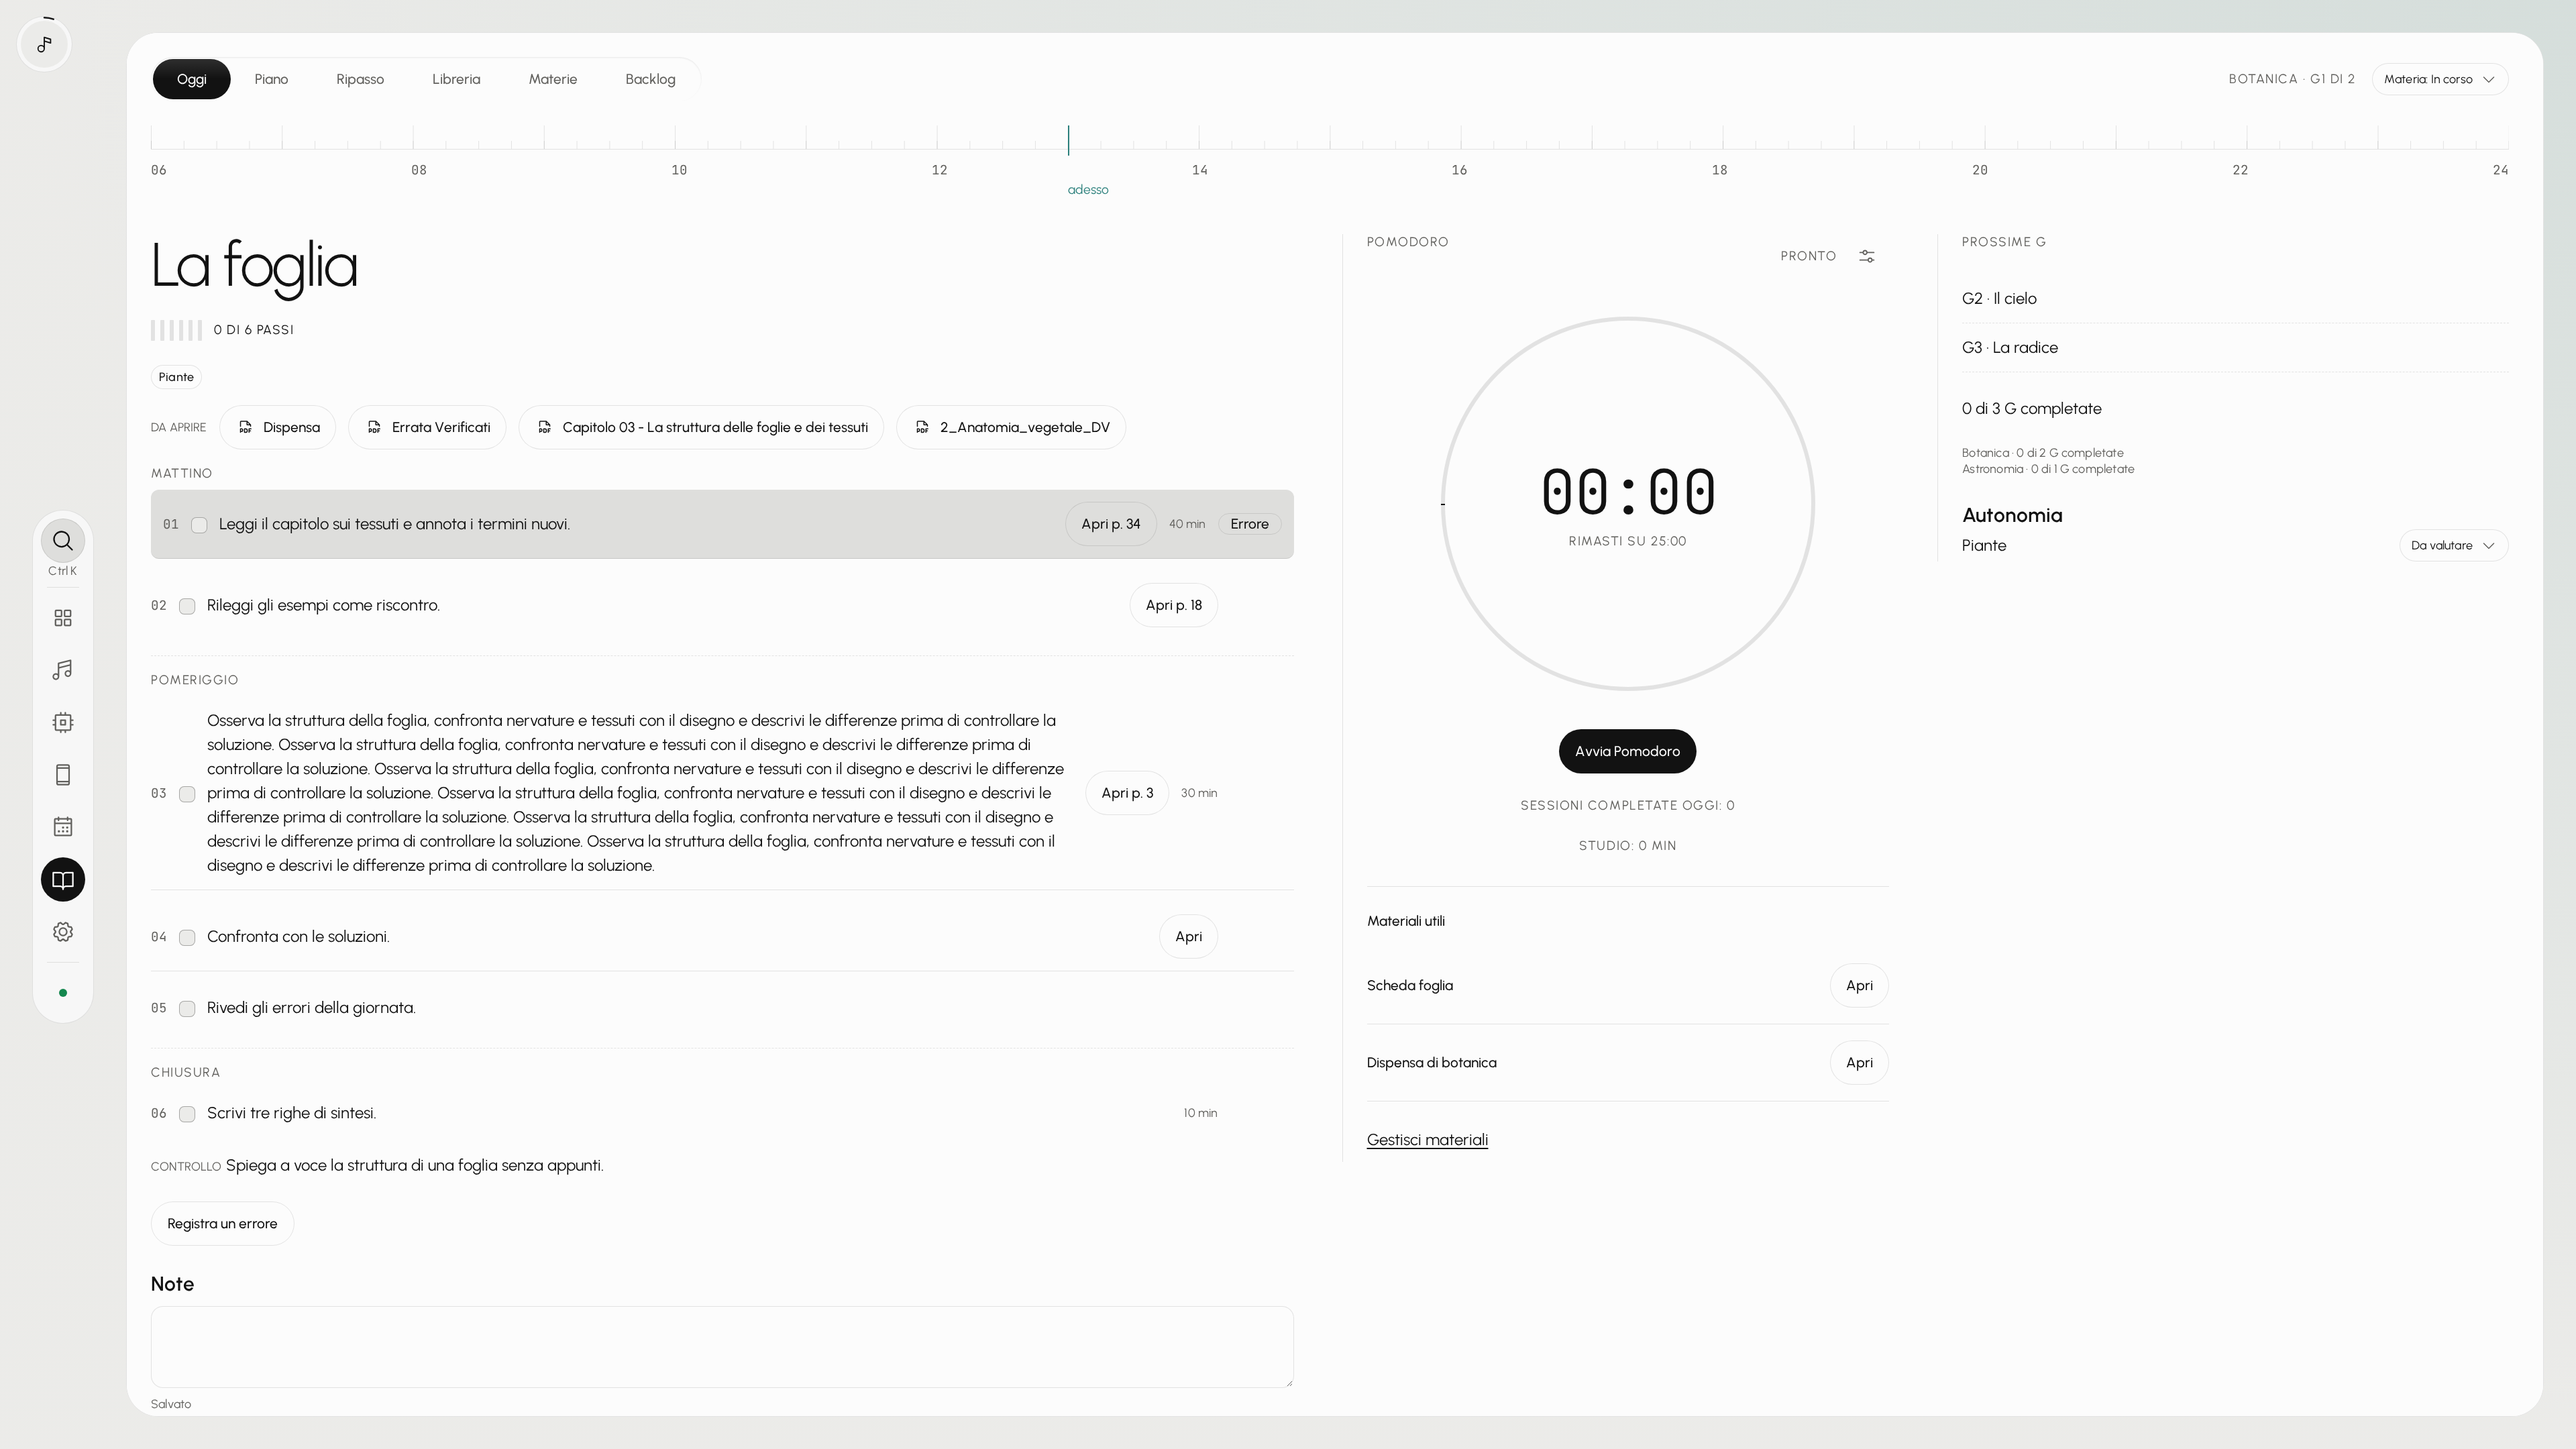 Oggi
Piano
Ripasso
Libreria
Materie
Backlog
BOTANICA · G1 DI 2
Materia: In corso
06 08 10 12 14 16 18 20 22 24
adesso
La foglia
0 DI 6 PASSI
Piante
DA APRIRE
Dispensa
Errata Verificati
Capitolo 03 - La struttura delle foglie e dei tessuti
2_Anatomia_vegetale_DV
MATTINO
01 Leggi il capitolo sui tessuti e annota i termini nuovi. Apri p. 34 40 min Errore
02 Rileggi gli esempi come riscontro. Apri p. 18
POMERIGGIO
Osserva la struttura della foglia, confronta nervature e tessuti con il disegno e descrivi le differenze prima di controllare la
soluzione. Osserva la struttura della foglia, confronta nervature e tessuti con il disegno e descrivi le differenze prima di
controllare la soluzione. Osserva la struttura della foglia, confronta nervature e tessuti con il disegno e descrivi le differenze
03 prima di controllare la soluzione. Osserva la struttura della foglia, confronta nervature e tessuti con il disegno e descrivi le Apri p. 3 30 min
differenze prima di controllare la soluzione. Osserva la struttura della foglia, confronta nervature e tessuti con il disegno e
descrivi le differenze prima di controllare la soluzione. Osserva la struttura della foglia, confronta nervature e tessuti con il
disegno e descrivi le differenze prima di controllare la soluzione.
04 Confronta con le soluzioni. Apri
05 Rivedi gli errori della giornata.
CHIUSURA
06 Scrivi tre righe di sintesi. 10 min
CONTROLLO Spiega a voce la struttura di una foglia senza appunti.
Registra un errore
Note
Salvato
POMODORO
PRONTO
00:00
RIMASTI SU 25:00
Avvia Pomodoro
SESSIONI COMPLETATE OGGI: 0
STUDIO: 0 MIN
Materiali utili
Scheda foglia Apri
Dispensa di botanica Apri
Gestisci materiali
PROSSIME G
G2 · Il cielo
G3 · La radice
0 di 3 G completate
Botanica · 0 di 2 G completate
Astronomia · 0 di 1 G completate
Autonomia
Piante Da valutare
Ctrl K